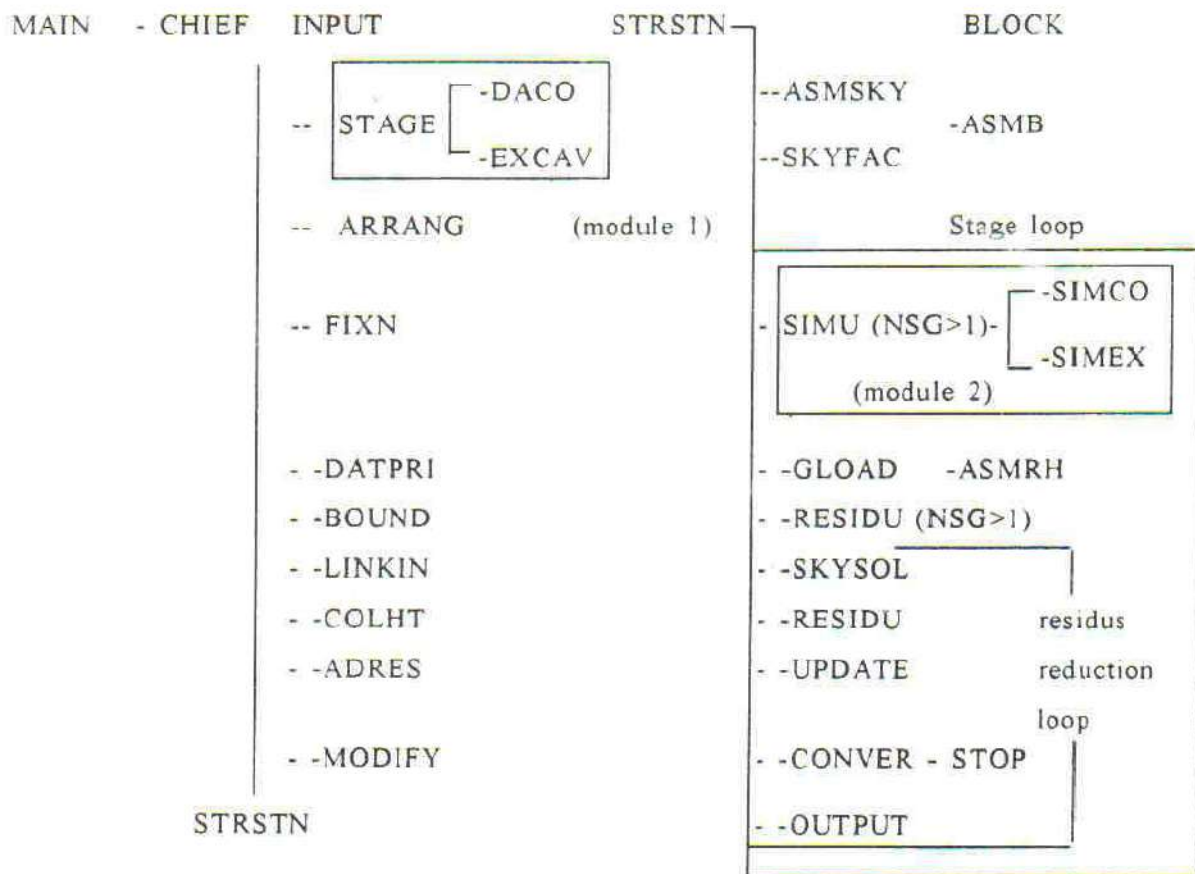 MAIN - CHIEF INPUT STRSTN BLOCK
-DACO --ASMSKY
-- STAGE -ASMB
-EXCAV --SKYFAC
-- ARRANG (module 1) Stage loop
-SIMCO
-- FIXN - SIMU (NSG>1)-
-SIMEX
(module 2)
- -DATPRI - -GLOAD -ASMRH
- -BOUND - -RESIDU (NSG>1)
- -LINKIN - -SKYSOL
- -COLHT - -RESIDU residus
- -ADRES - -UPDATE reduction
loop
- -MODIFY - -CONVER - STOP
STRSTN - -OUTPUT